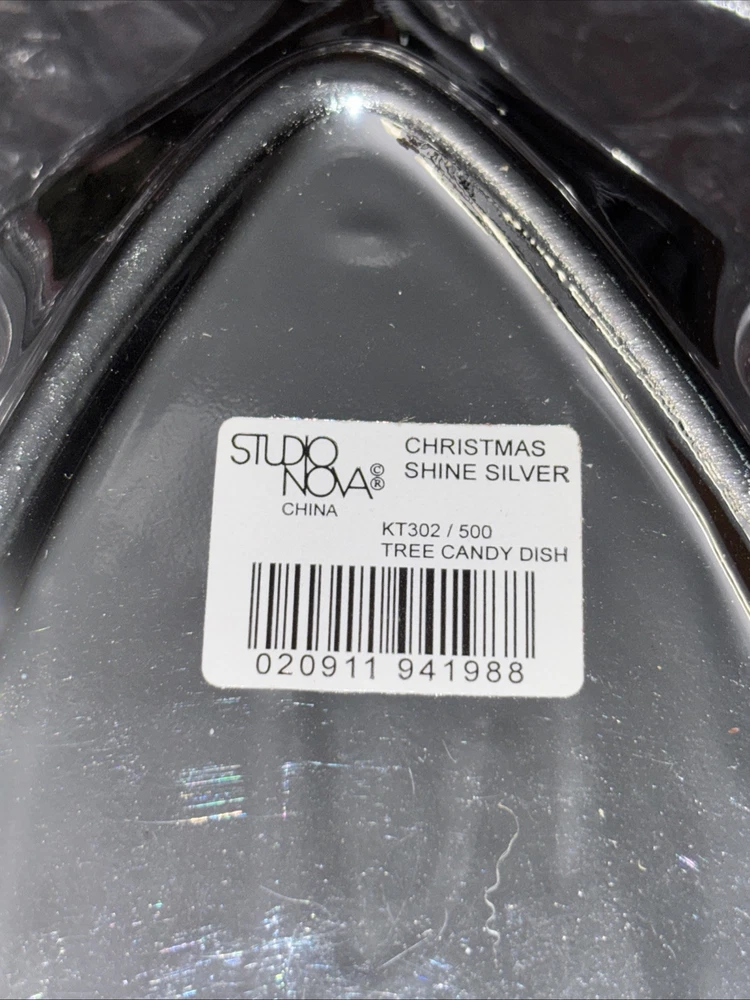 STUDIO
NOVA©®
CHINA
CHRISTMAS
SHINE SILVER
KT302 / 500
TREE CANDY DISH
020911 941988